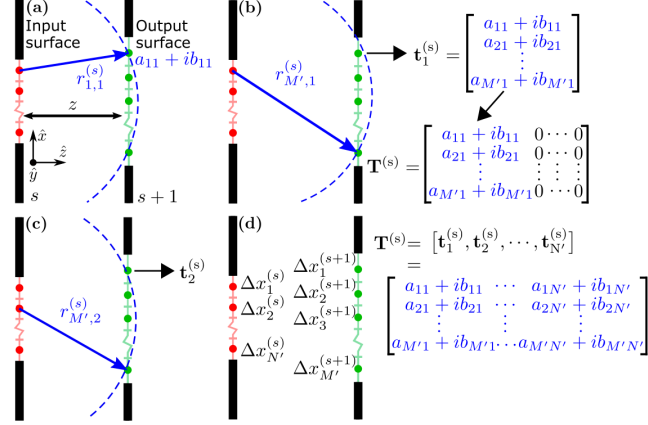 (a)
Input surface
Output surface
a_{11} + ib_{11}
r_{1,1}^{(s)}
z
x̂
ŷ
ẑ
s
s + 1
(b)
r_{M′,1}^{(s)}
t_1^{(s)} =
a_{11} + ib_{11}
a_{21} + ib_{21}
⋮
a_{M′1} + ib_{M′1}
T^{(s)} =
a_{11} + ib_{11} 0 ⋯ 0
a_{21} + ib_{21} 0 ⋯ 0
⋮ ⋮ ⋮ ⋮
a_{M′1} + ib_{M′1} 0 ⋯ 0
(c)
t_2^{(s)}
r_{M′,2}^{(s)}
(d)
Δx_1^{(s)}
Δx_2^{(s)}
Δx_{N′}^{(s)}
Δx_1^{(s+1)}
Δx_2^{(s+1)}
Δx_3^{(s+1)}
Δx_{M′}^{(s+1)}
T^{(s)} = [t_1^{(s)}, t_2^{(s)}, ⋯, t_{N′}^{(s)}]
=
a_{11} + ib_{11} ⋯ a_{1N′} + ib_{1N′}
a_{21} + ib_{21} ⋯ a_{2N′} + ib_{2N′}
⋮ ⋮ ⋮
a_{M′1} + ib_{M′1} ⋯ a_{M′N′} + ib_{M′N′}